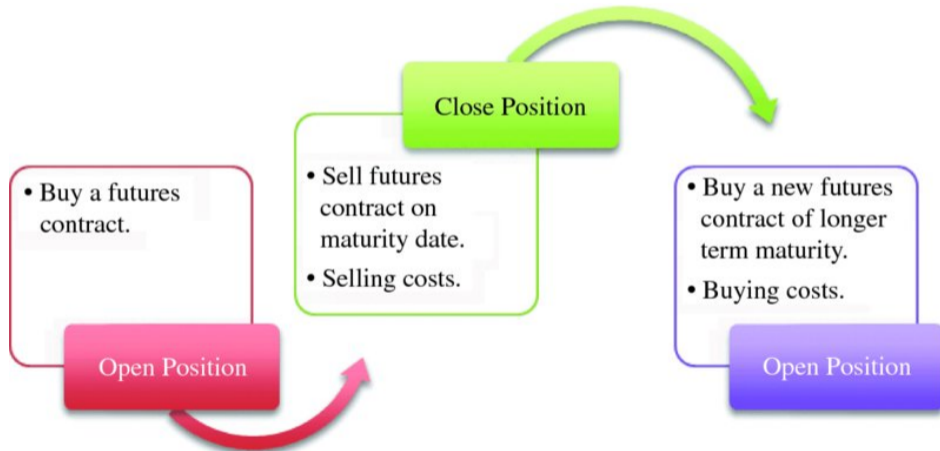 • Buy a futures
contract.
Open Position
Close Position
• Sell futures
contract on
maturity date.
• Selling costs.
• Buy a new futures
contract of longer
term maturity.
• Buying costs.
Open Position